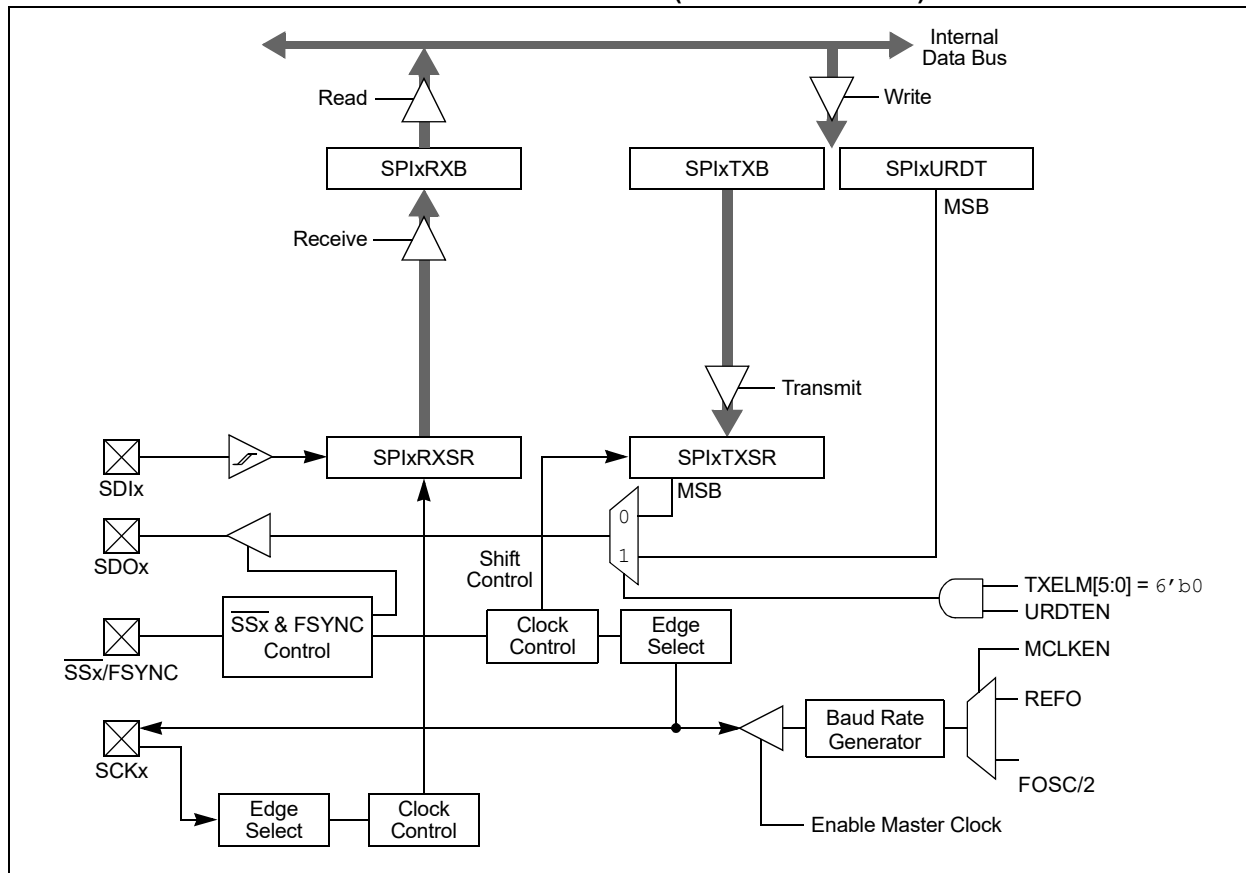 Internal
Data Bus
Read
Write
SPIxRXB
SPIxTXB
SPIxURDT
MSB
Receive
Transmit
SPIxRXSR
SPIxTXSR
SDIx
MSB
0
1
SDOx
Shift
Control
TXELM[5:0] = 6'b0
URDTEN
SSx & FSYNC
Control
Clock
Control
Edge
Select
SSx/FSYNC
MCLKEN
REFO
Baud Rate
Generator
SCKx
FOSC/2
Edge
Select
Clock
Control
Enable Master Clock